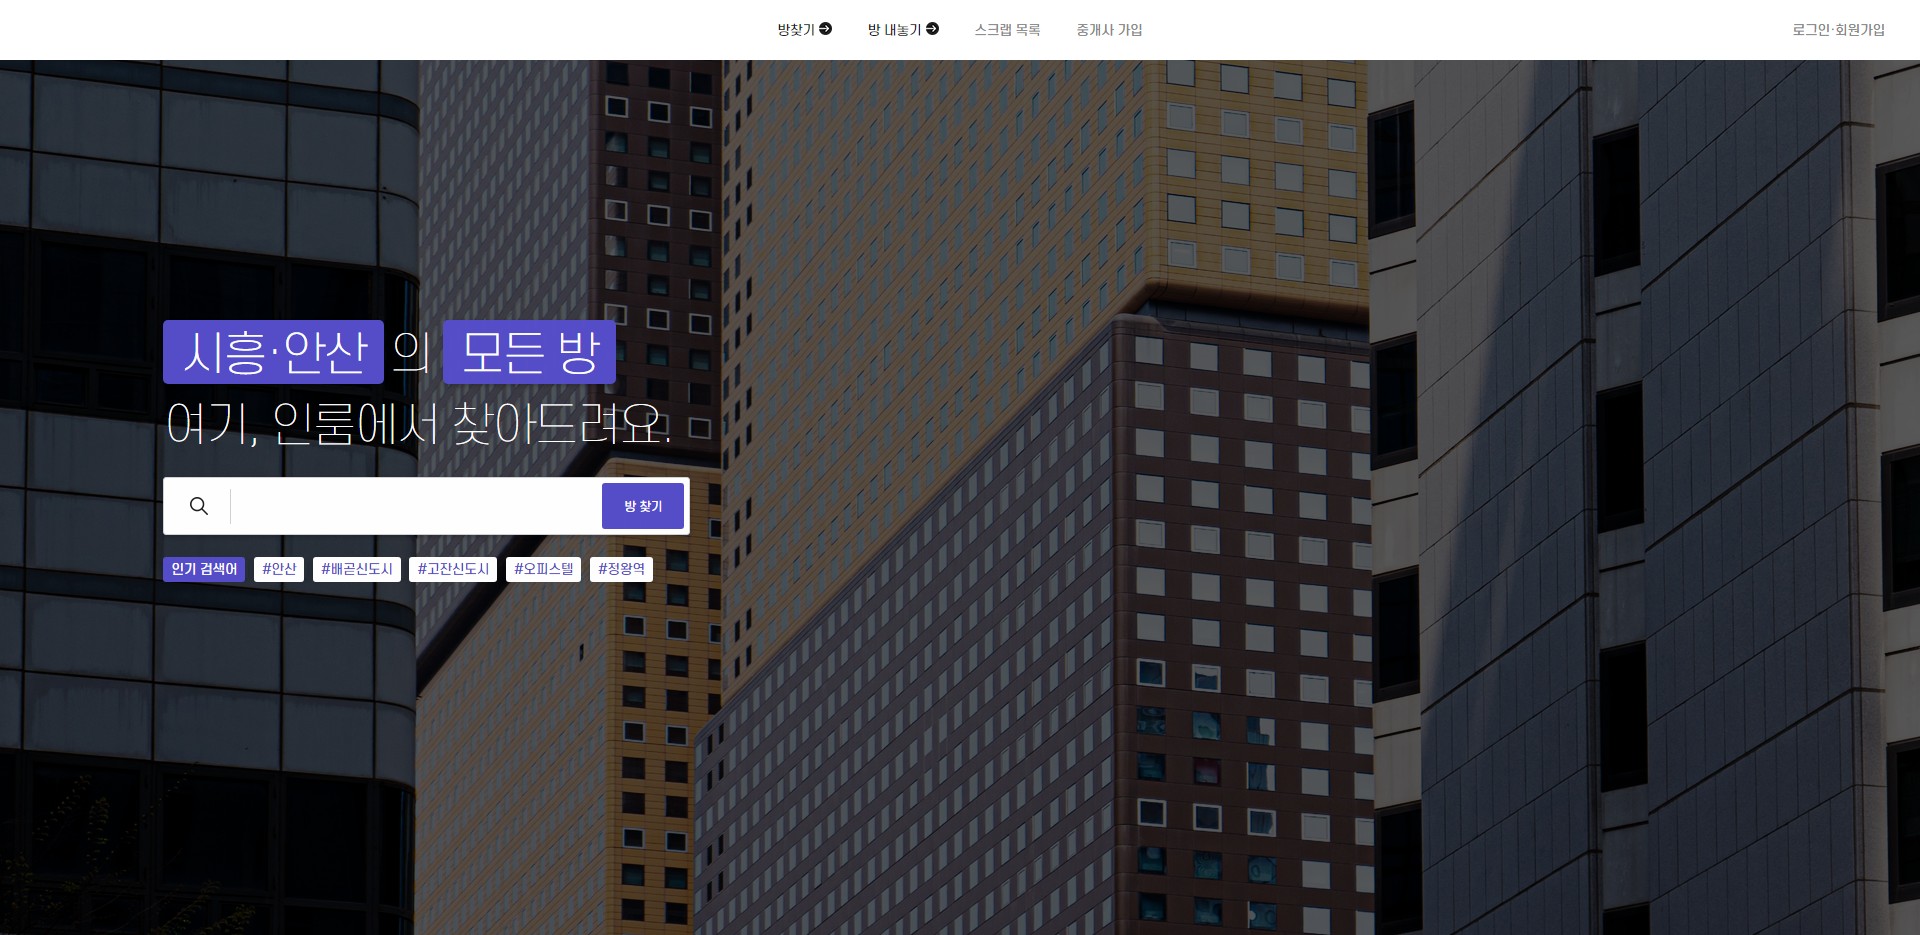 방찾기 방 내놓기 스크랩 목록 중개사 가입 로그인·회원가입
시흥·안산 의 모든 방
여기, 인룸에서 찾아드려요.
방 찾기
인기 검색어 #안산 #배곧신도시 #고잔신도시 #오피스텔 #정왕역